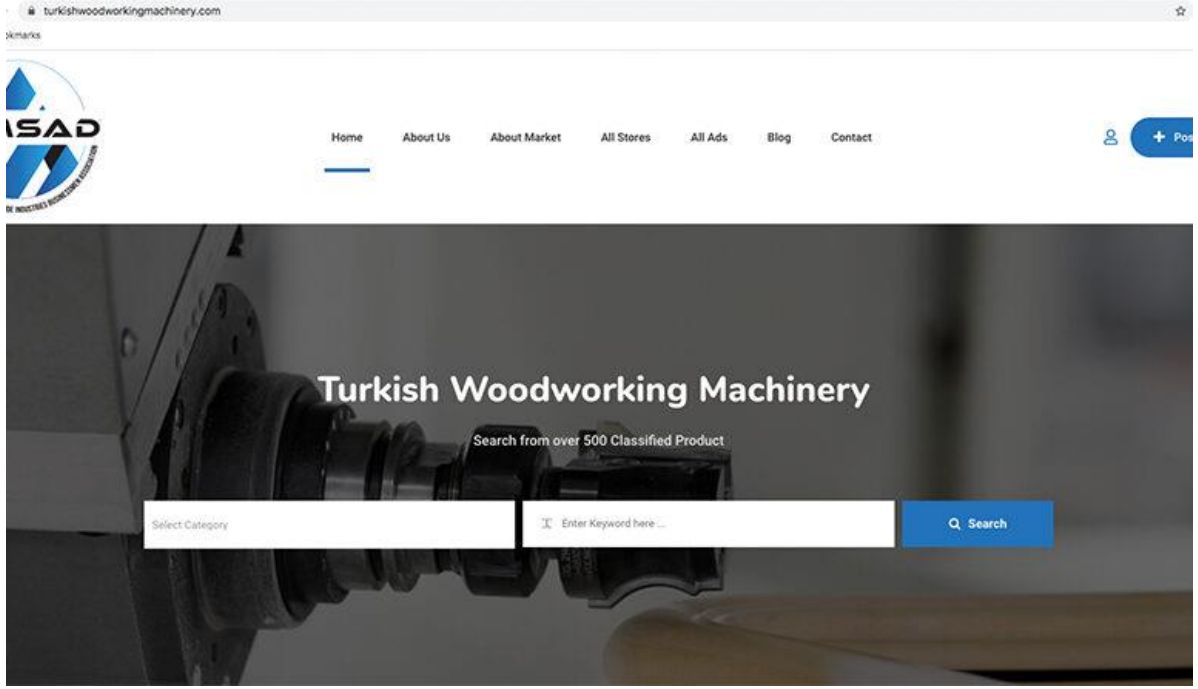 turkishwoodworkingmachinery.com
Home About Us About Market All Stores All Ads Blog Contact
Turkish Woodworking Machinery
Search from over 500 Classified Product
Select Category
Enter Keyword here ...
Search